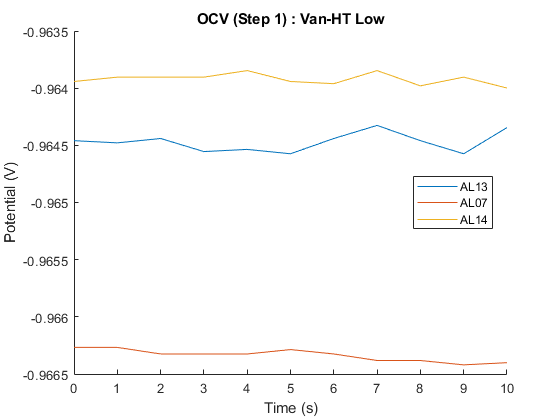 OCV (Step 1) : Van-HT Low
Potential (V)
-0.9635
-0.964
-0.9645
-0.965
-0.9655
-0.966
-0.9665
AL13
AL07
AL14
0 1 2 3 4 5 6 7 8 9 10
Time (s)